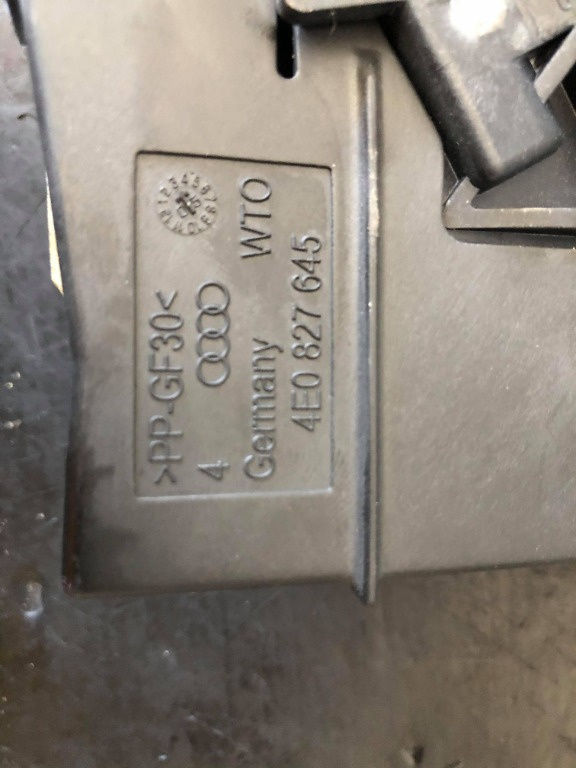 >PP-GF30<
4
Germany WTO
4E0 827 645